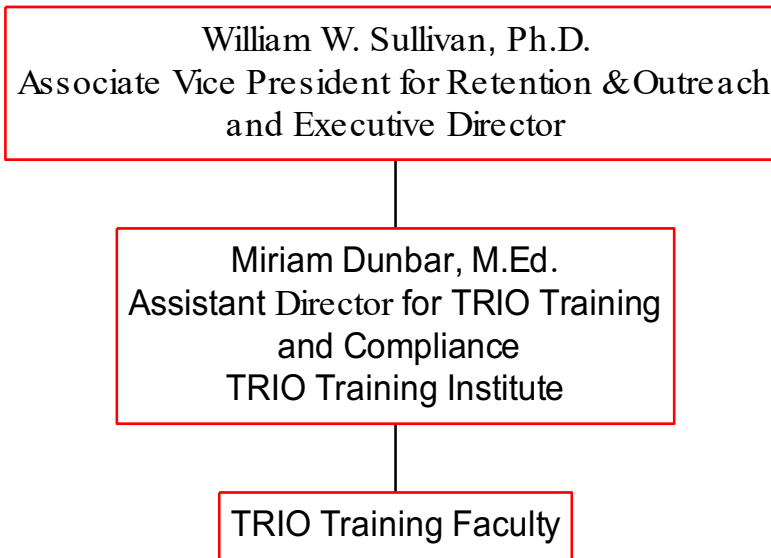 William W. Sullivan, Ph.D.
Associate Vice President for Retention &Outreach
and Executive Director
Miriam Dunbar, M.Ed.
Assistant Director for TRIO Training
and Compliance
TRIO Training Institute
TRIO Training Faculty